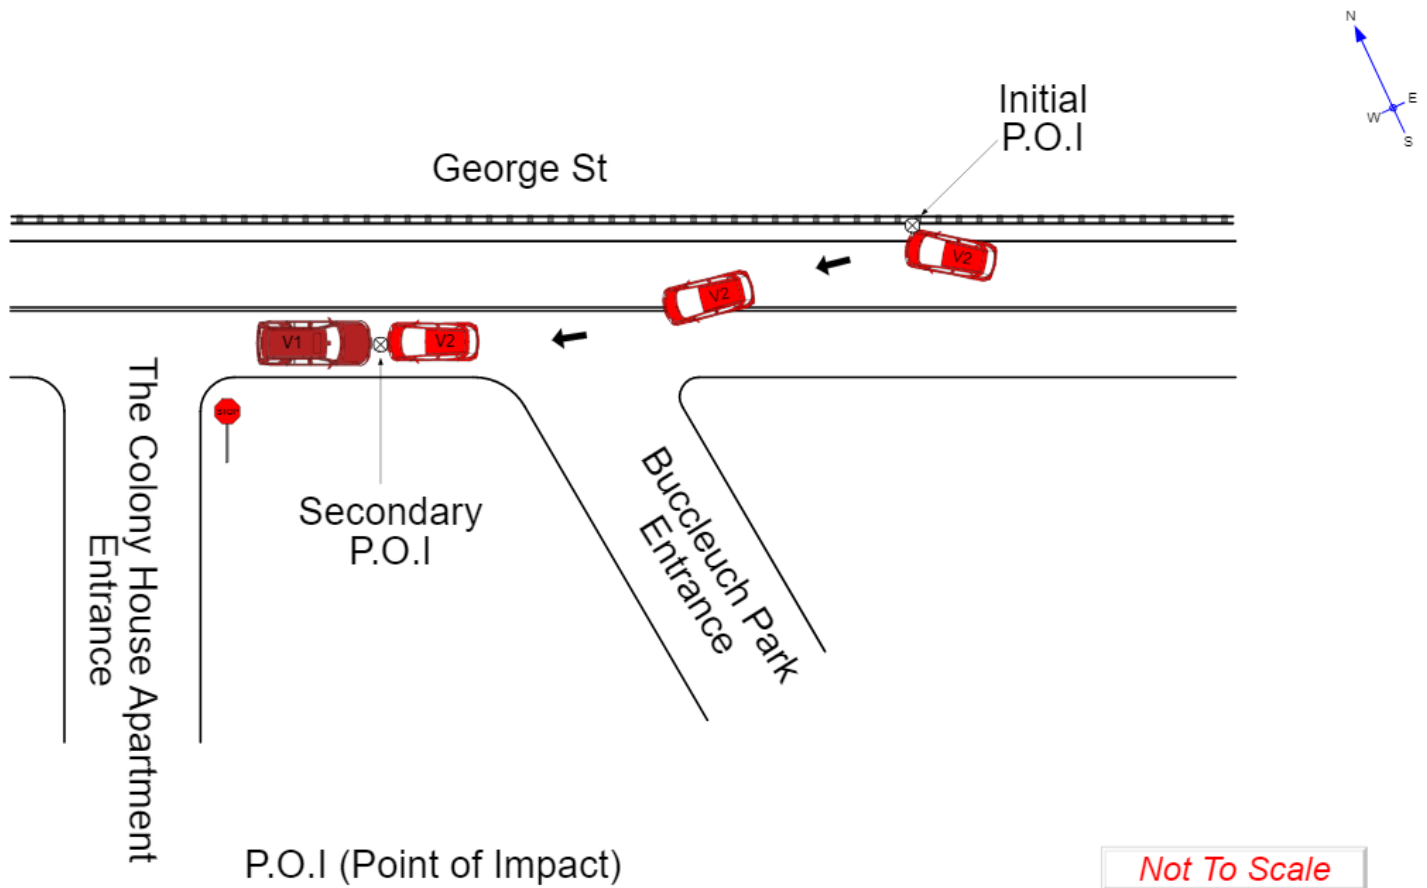 N
E
W
S
Initial
P.O.I
George St
V2
V2
V1
V2
STOP
The Colony House Apartment
Entrance
Secondary
P.O.I
Buccleuch Park
Entrance
P.O.I (Point of Impact)
Not To Scale